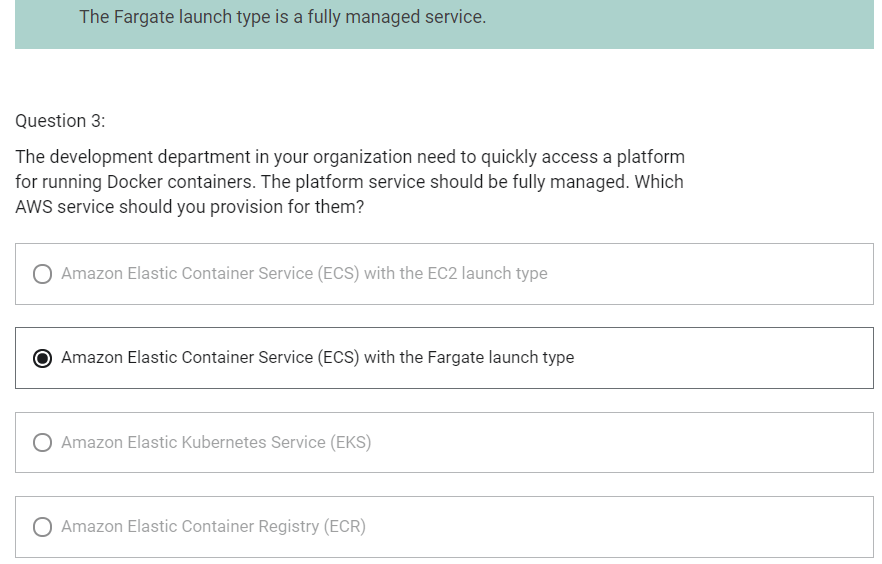 The Fargate launch type is a fully managed service.
Question 3:
The development department in your organization need to quickly access a platform
for running Docker containers. The platform service should be fully managed. Which
AWS service should you provision for them?
Amazon Elastic Container Service (ECS) with the EC2 launch type
Amazon Elastic Container Service (ECS) with the Fargate launch type
Amazon Elastic Kubernetes Service (EKS)
Amazon Elastic Container Registry (ECR)